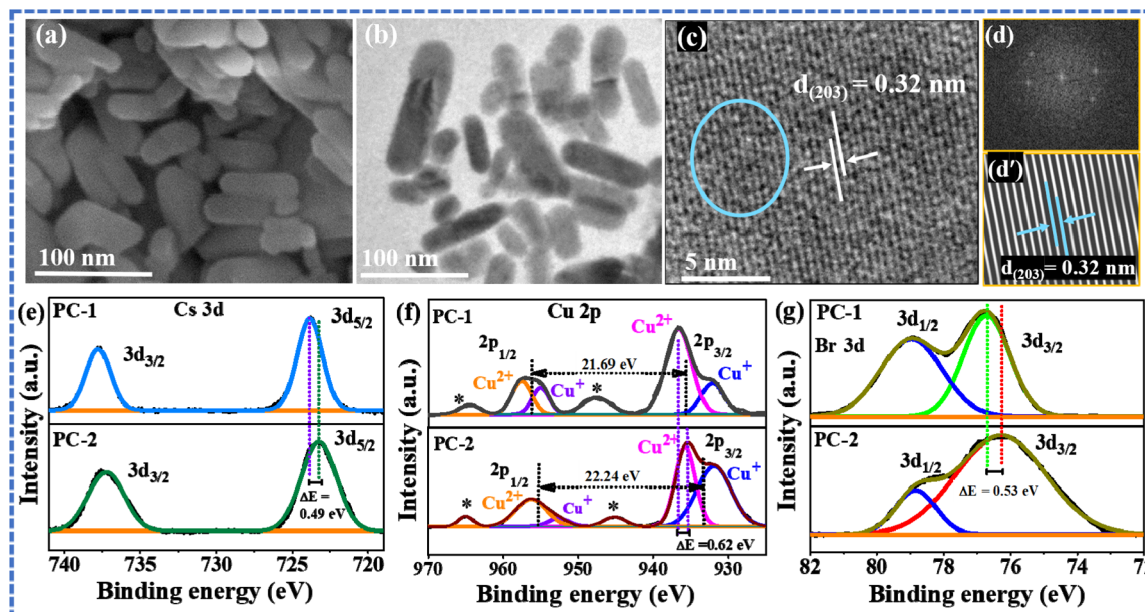 (a)
100 nm
(b)
100 nm
(c)
d(203) = 0.32 nm
5 nm
(d)
(d′)
d(203)= 0.32 nm
(e)
PC-1
Cs 3d
3d5/2
3d3/2
PC-2
3d5/2
3d3/2
ΔE =
0.49 eV
Intensity (a.u.)
740 735 730 725 720
Binding energy (eV)
(f)
Cu 2p
PC-1
Cu2+
2p1/2
2p3/2
21.69 eV
Cu2+
Cu+
Cu+
*
*
PC-2
Cu2+
2p3/2
2p1/2
22.24 eV
Cu2+
Cu+
Cu+
*
*
ΔE =0.62 eV
Intensity (a.u.)
970 960 950 940 930
Binding energy (eV)
(g)
PC-1
3d1/2
3d3/2
Br 3d
PC-2
3d3/2
3d1/2
ΔE = 0.53 eV
Intensity (a.u.)
82 80 78 76 74
Binding energy (eV)